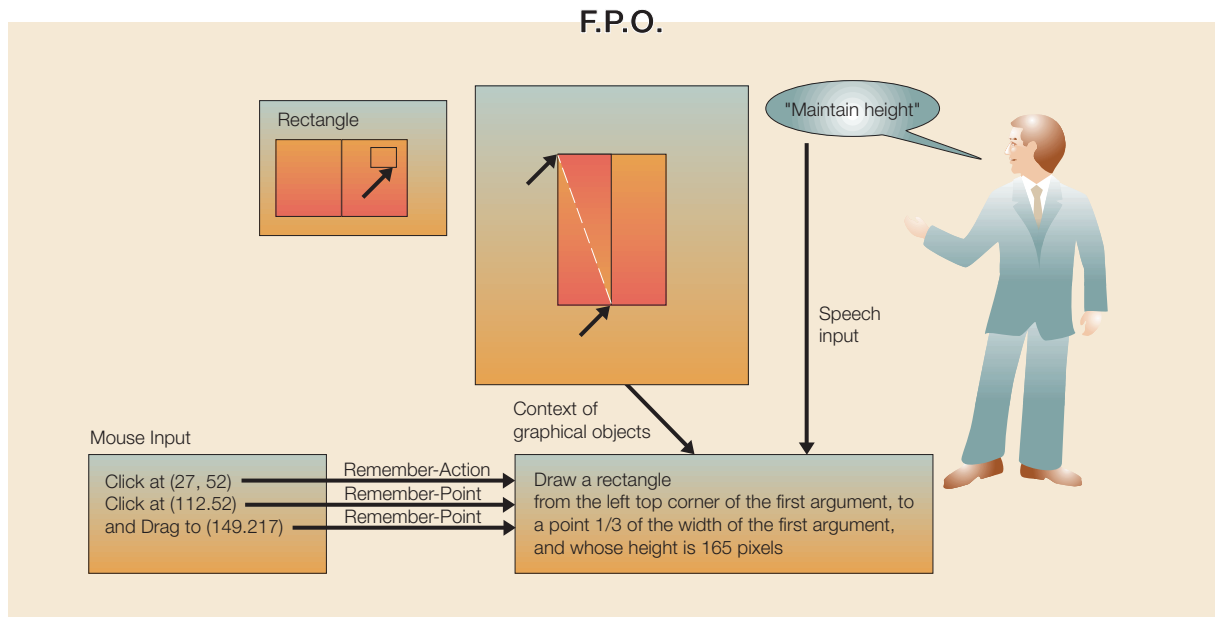 F.P.O.
Rectangle
"Maintain height"
Speech
input
Context of
graphical objects
Mouse Input
Click at (27, 52)
Click at (112.52)
and Drag to (149.217)
Remember-Action
Remember-Point
Remember-Point
Draw a rectangle
from the left top corner of the first argument, to
a point 1/3 of the width of the first argument,
and whose height is 165 pixels